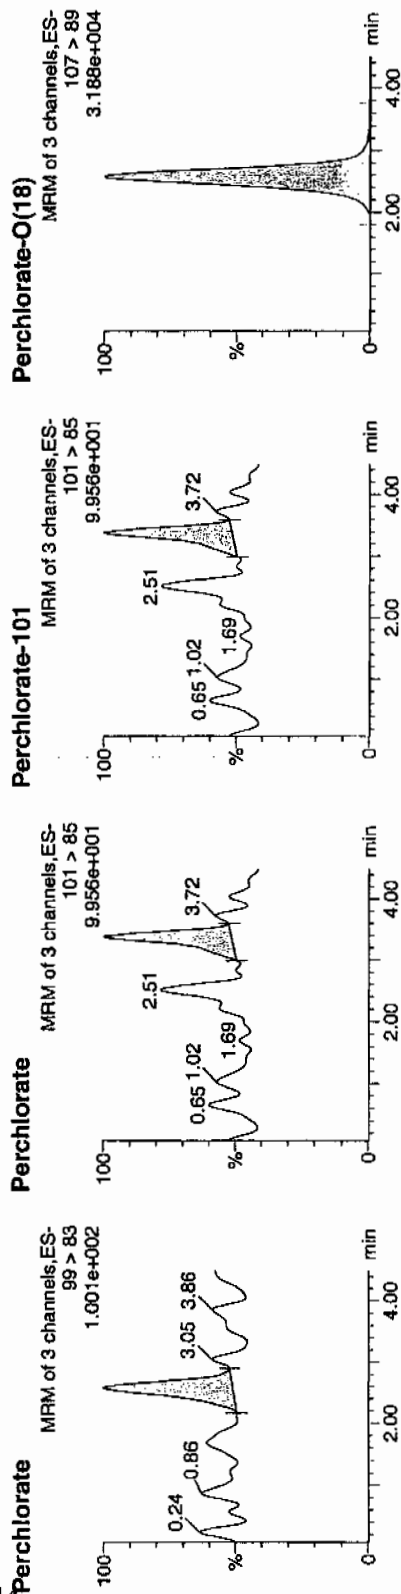 Perchlorate
MRM of 3 channels,ES-
99 > 83
1.001e+002
100
%
0
0.24
0.86
3.05
3.86
2.00
4.00
min
Perchlorate
MRM of 3 channels,ES-
101 > 85
9.956e+001
100
%
0
0.65
1.02
1.69
2.51
3.72
2.00
4.00
min
Perchlorate-101
MRM of 3 channels,ES-
101 > 85
9.956e+001
100
%
0
0.65
1.02
1.69
2.51
3.72
2.00
4.00
min
Perchlorate-O(18)
MRM of 3 channels,ES-
107 > 89
3.188e+004
100
%
0
2.00
4.00
min